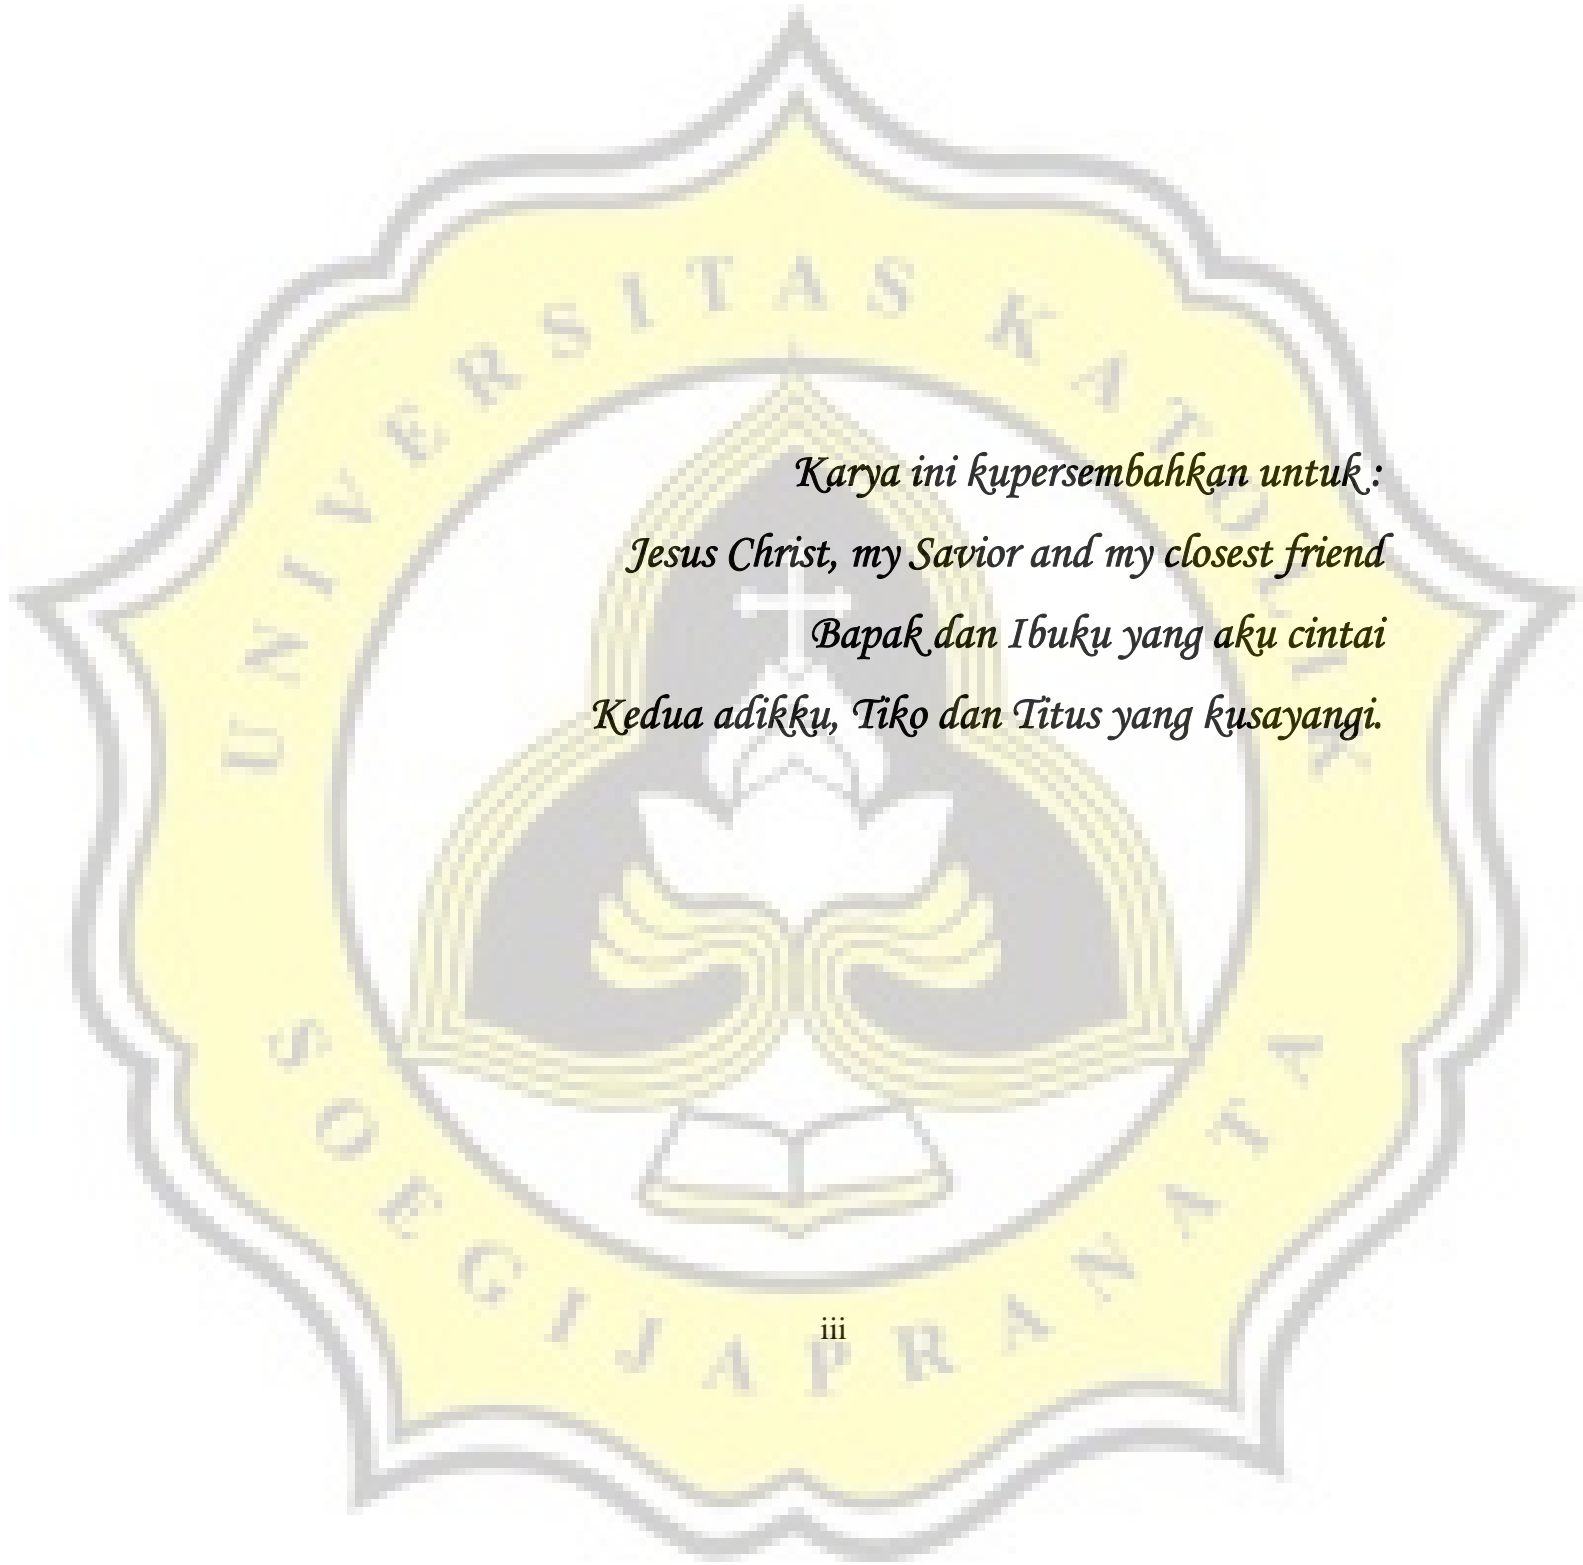 UNIVERSITAS KATOLIK
Karya ini kupersembahkan untuk :
Jesus Christ, my Savior and my closest friend
Bapak dan Ibuku yang aku cintai
Kedua adikku, Tiko dan Titus yang kusayangi.
iii
SOEGIJAPRANATA